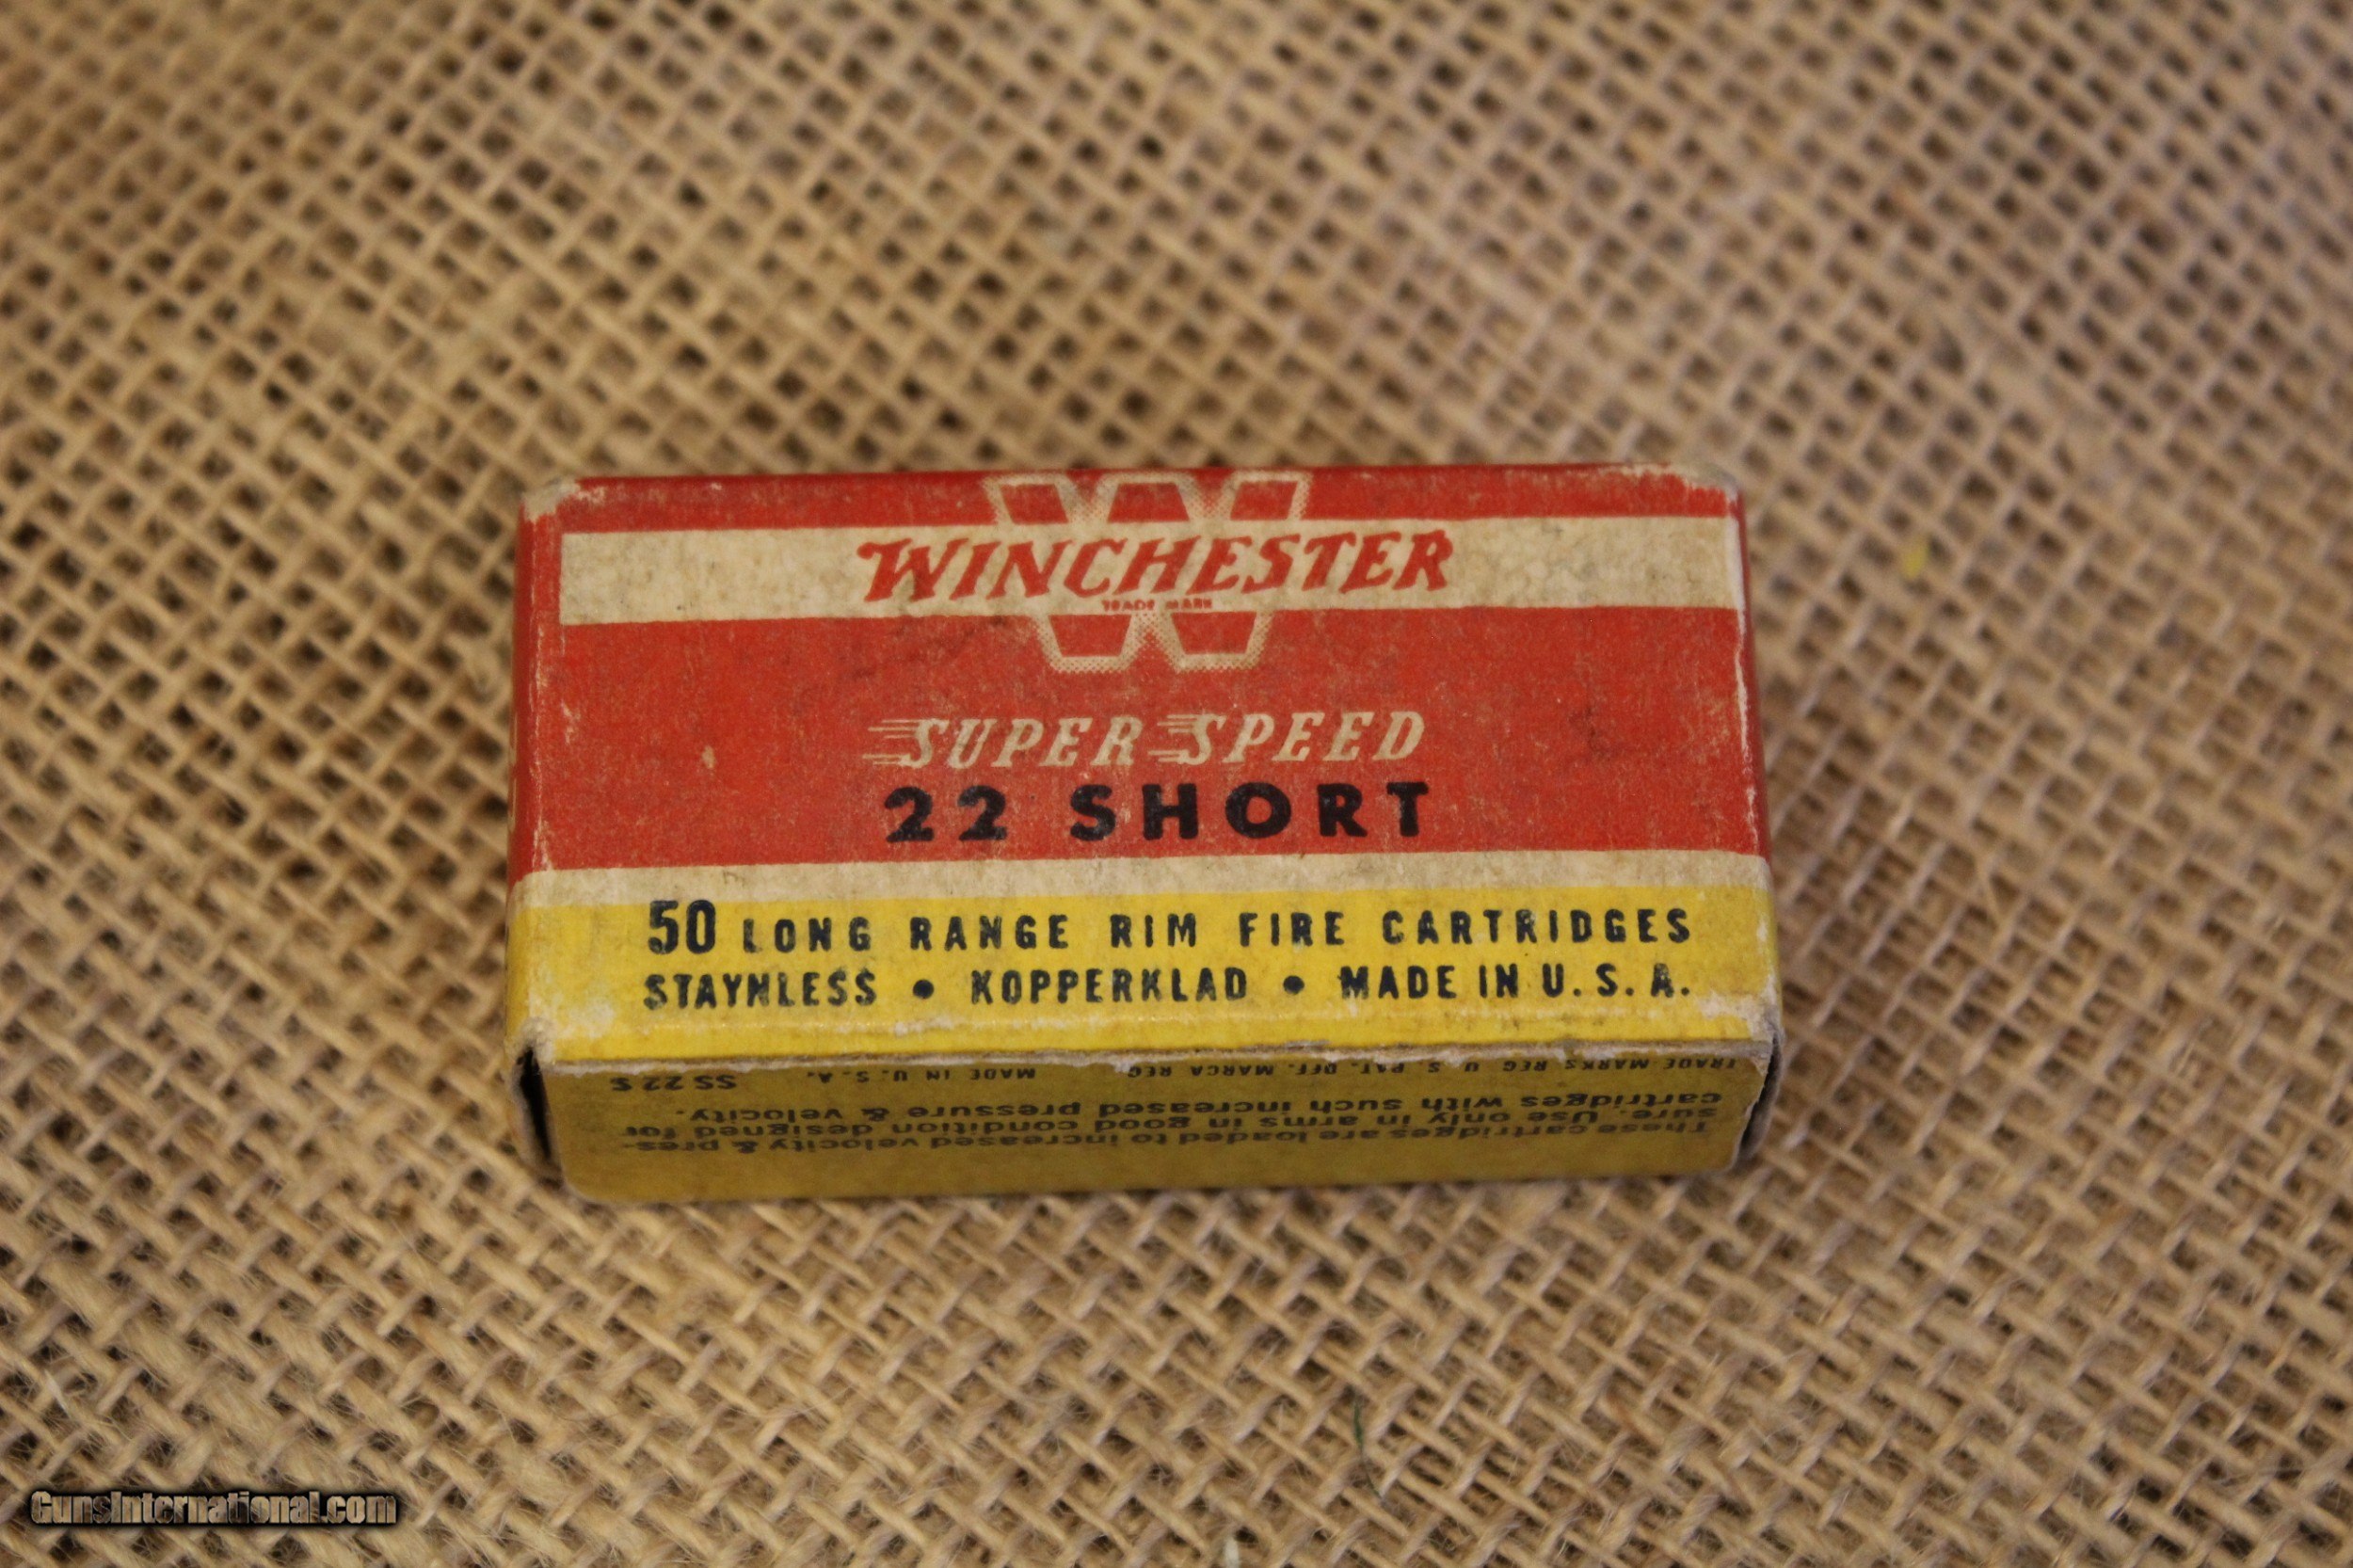 W
WINCHESTER
TRADE MARK
SUPER SPEED
22 SHORT
50 LONG RANGE RIM FIRE CARTRIDGES
STAYNLESS • KOPPERKLAD • MADE IN U. S. A.
These cartridges are loaded to increased velocity & pres-
sure. Use only in arms in good condition designed for
cartridges with such increased pressure & velocity.
TRADE MARKS REG. U. S. PAT. OFF. MARCA REG. MADE IN U. S. A. SS 22 S
GunsInternational.com